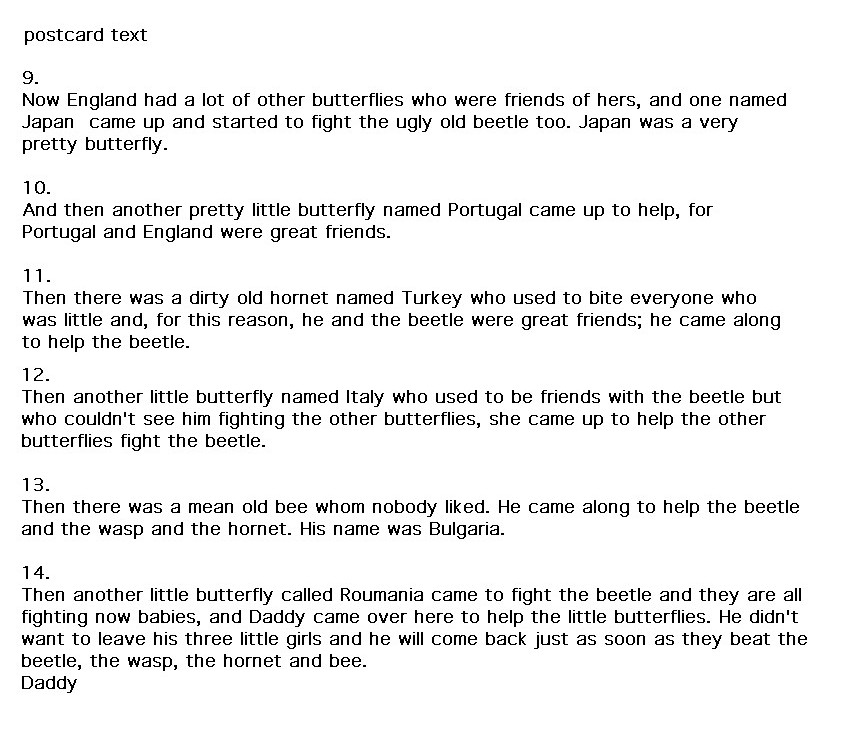 postcard text
9.
Now England had a lot of other butterflies who were friends of hers, and one named
Japan  came up and started to fight the ugly old beetle too. Japan was a very
pretty butterfly.
10.
And then another pretty little butterfly named Portugal came up to help, for
Portugal and England were great friends.
11.
Then there was a dirty old hornet named Turkey who used to bite everyone who
was little and, for this reason, he and the beetle were great friends; he came along
to help the beetle.
12.
Then another little butterfly named Italy who used to be friends with the beetle but
who couldn't see him fighting the other butterflies, she came up to help the other
butterflies fight the beetle.
13.
Then there was a mean old bee whom nobody liked. He came along to help the beetle
and the wasp and the hornet. His name was Bulgaria.
14.
Then another little butterfly called Roumania came to fight the beetle and they are all
fighting now babies, and Daddy came over here to help the little butterflies. He didn't
want to leave his three little girls and he will come back just as soon as they beat the
beetle, the wasp, the hornet and bee.
Daddy